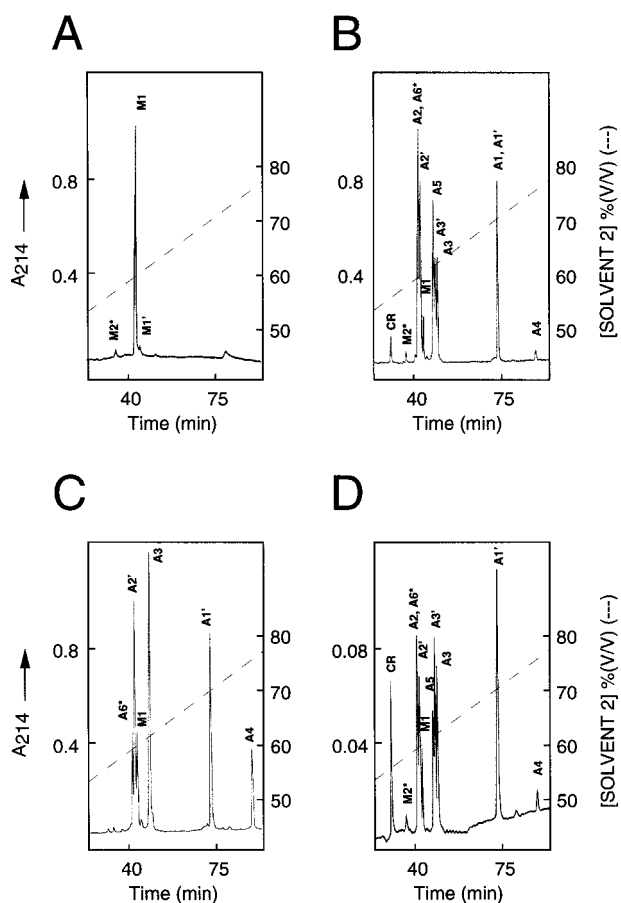 A
B
M1
M2*
M1'
0.8
0.4
80
70
60
50
40
75
Time (min)
A214
A2, A6*
A2'
A5
A3'
A3
A1, A1'
CR
M2*
M1
A4
0.8
0.4
80
70
60
50
40
75
Time (min)
[SOLVENT 2] %(V/V) (---)
C
D
A3
A2'
A1'
A6*
M1
A4
0.8
0.4
80
70
60
50
40
75
Time (min)
A214
A1'
A2, A6*
A3'
CR
A2'
A3
A5
M1
M2*
A4
0.08
0.04
80
70
60
50
40
75
Time (min)
[SOLVENT 2] %(V/V) (---)